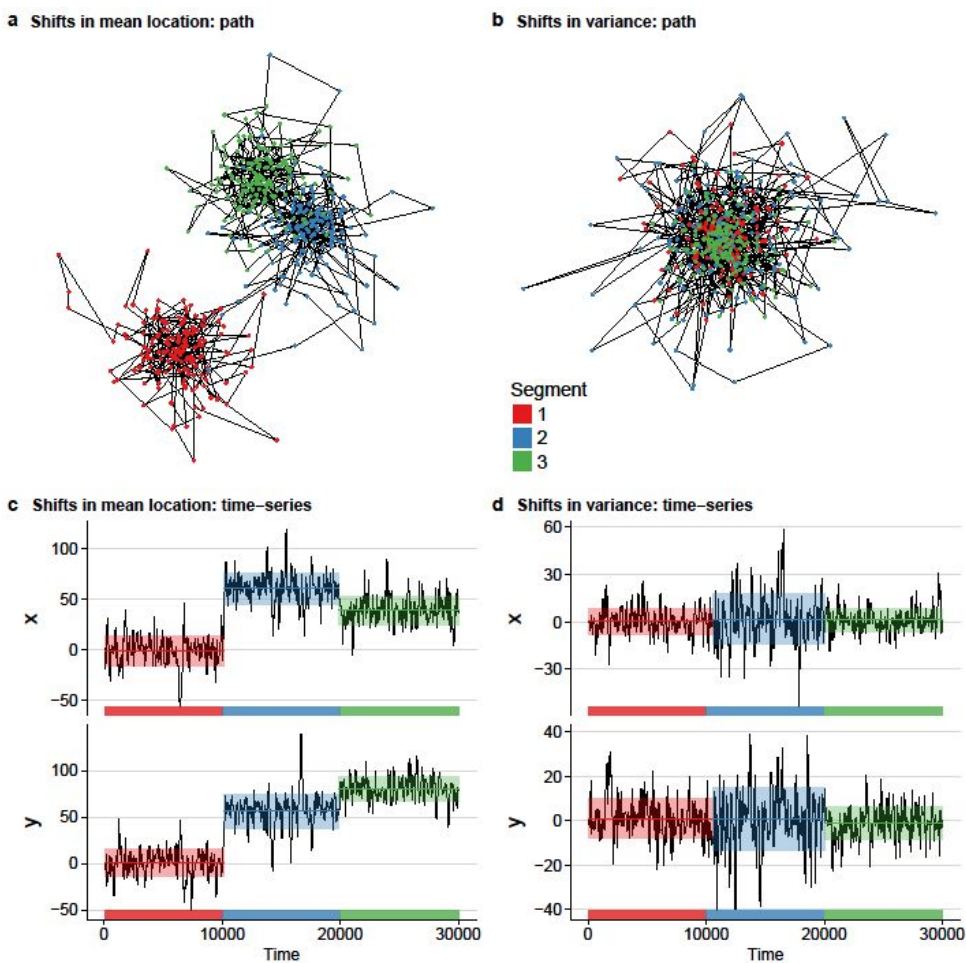 a Shifts in mean location: path
b Shifts in variance: path
Segment
1
2
3
c Shifts in mean location: time−series
100
50
0
−50
x
100
50
0
−50
y
0 10000 20000 30000
Time
d Shifts in variance: time−series
60
30
0
−30
x
40
20
0
−20
−40
y
0 10000 20000 30000
Time